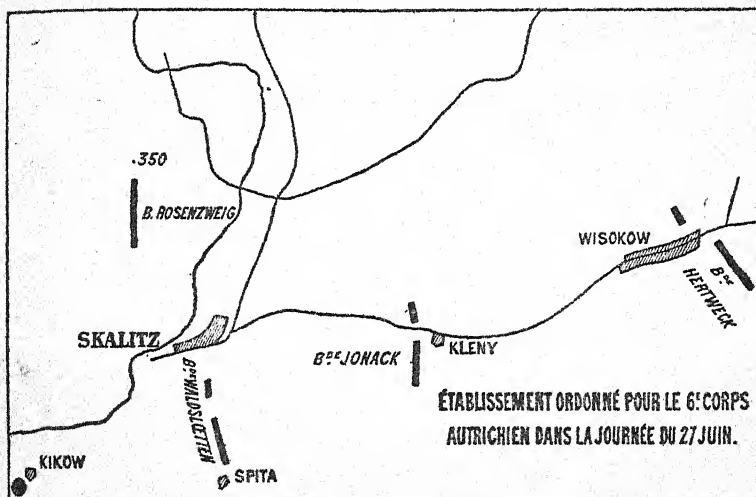 .350
B. ROSENZWEIG
WISOKOW
Bᴰᴱ HERTWECK
SKALITZ
Bᴰᴱ WALDSLŒTTEN
Bᴰᴱ JONACK
KLENY
ÉTABLISSEMENT ORDONNÉ POUR LE 6ᵉ CORPS
AUTRICHIEN DANS LA JOURNÉE DU 27 JUIN.
KIKOW
SPITA